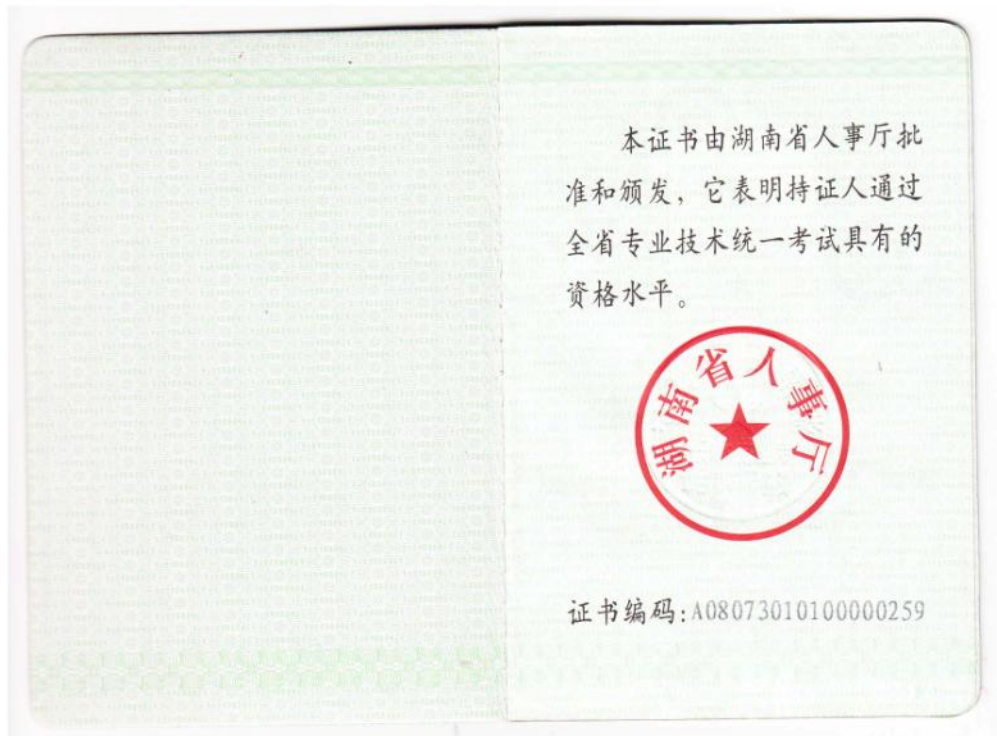 本证书由湖南省人事厅批
准和颁发，它表明持证人通过
全省专业技术统一考试具有的
资格水平。
湖南省人事厅
证书编码:A08073010100000259